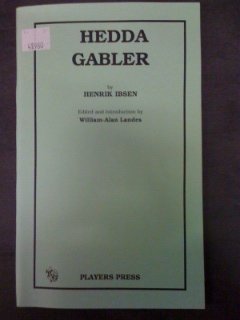 HEDDA
GABLER
by
HENRIK IBSEN
Edited and introduction by
William-Alan Landes
PLAYERS PRESS